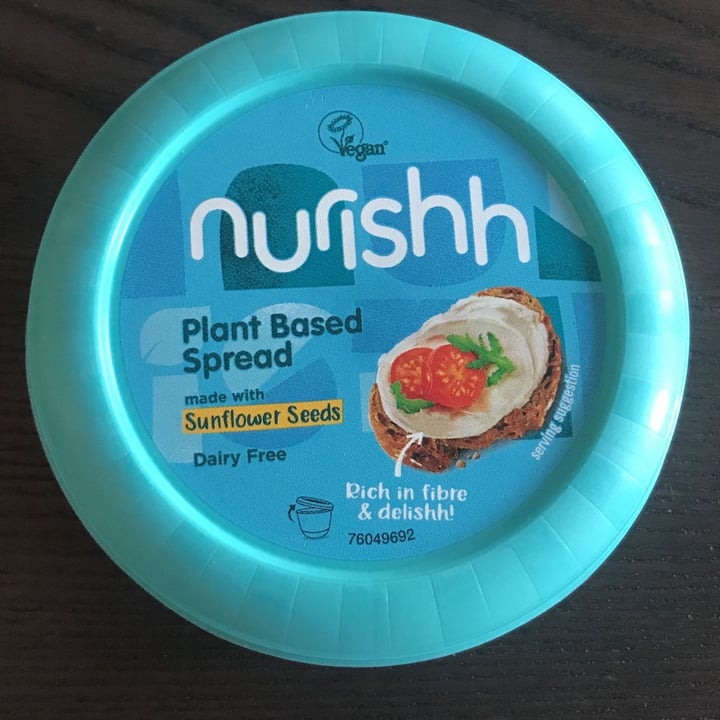 Vegan
nurishh
Plant Based
Spread
made with
Sunflower Seeds
Dairy Free
serving suggestion
Rich in fibre
& delishh!
76049692